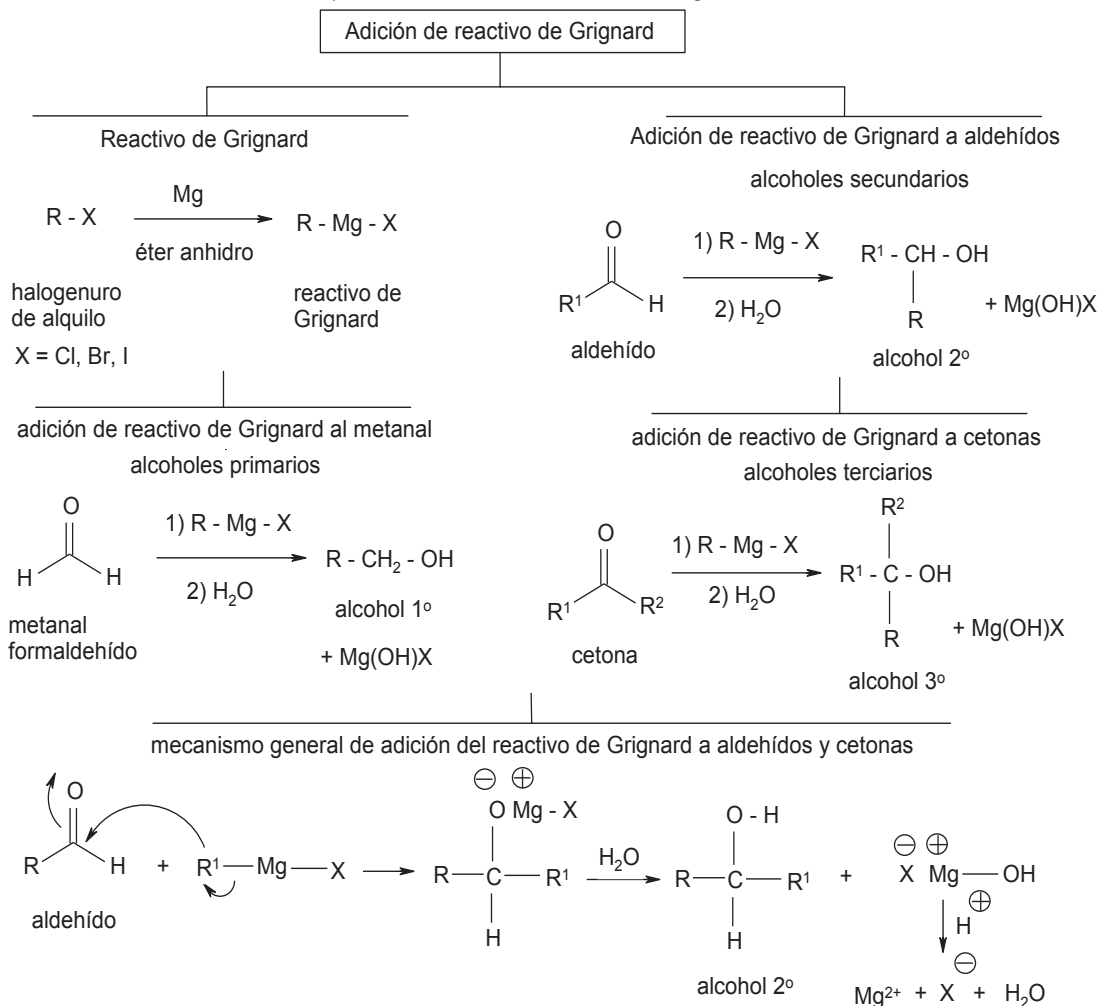 Adición de reactivo de Grignard
Reactivo de Grignard
R - X
Mg
éter anhidro
R - Mg - X
halogenuro
de alquilo
reactivo de
Grignard
X = Cl, Br, I
Adición de reactivo de Grignard a aldehídos
alcoholes secundarios
O
R¹
H
aldehído
1) R - Mg - X
2) H₂O
R¹ - CH - OH
R
alcohol 2º
+ Mg(OH)X
adición de reactivo de Grignard al metanal
alcoholes primarios
O
H
H
metanal
formaldehído
1) R - Mg - X
2) H₂O
R - CH₂ - OH
alcohol 1º
+ Mg(OH)X
adición de reactivo de Grignard a cetonas
alcoholes terciarios
O
R¹
R²
cetona
1) R - Mg - X
2) H₂O
R²
R¹ - C - OH
R
alcohol 3º
+ Mg(OH)X
mecanismo general de adición del reactivo de Grignard a aldehídos y cetonas
O
R
H
aldehído
+
R¹ Mg X
⊖ ⊕
O Mg - X
R C R¹
H
H₂O
O - H
R C R¹
H
alcohol 2º
+
⊖ ⊕
X Mg OH
H ⊕
Mg²⁺ + X ⊖ + H₂O